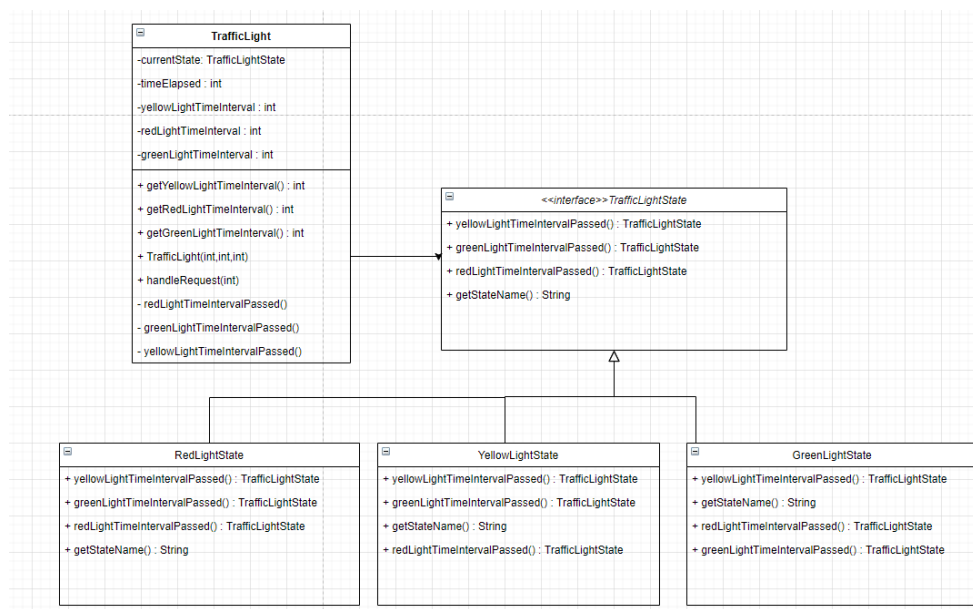 TrafficLight
-currentState: TrafficLightState
-timeElapsed : int
-yellowLightTimeInterval : int
-redLightTimeInterval : int
-greenLightTimeInterval : int
+ getYellowLightTimeInterval() : int
+ getRedLightTimeInterval() : int
+ getGreenLightTimeInterval() : int
+ TrafficLight(int,int,int)
+ handleRequest(int)
- redLightTimeIntervalPassed()
- greenLightTimeIntervalPassed()
- yellowLightTimeIntervalPassed()
<<interface>>TrafficLightState
+ yellowLightTimeIntervalPassed() : TrafficLightState
+ greenLightTimeIntervalPassed() : TrafficLightState
+ redLightTimeIntervalPassed() : TrafficLightState
+ getStateName() : String
RedLightState
+ yellowLightTimeIntervalPassed() : TrafficLightState
+ greenLightTimeIntervalPassed() : TrafficLightState
+ redLightTimeIntervalPassed() : TrafficLightState
+ getStateName() : String
YellowLightState
+ yellowLightTimeIntervalPassed() : TrafficLightState
+ greenLightTimeIntervalPassed() : TrafficLightState
+ getStateName() : String
+ redLightTimeIntervalPassed() : TrafficLightState
GreenLightState
+ yellowLightTimeIntervalPassed() : TrafficLightState
+ getStateName() : String
+ redLightTimeIntervalPassed() : TrafficLightState
+ greenLightTimeIntervalPassed() : TrafficLightState